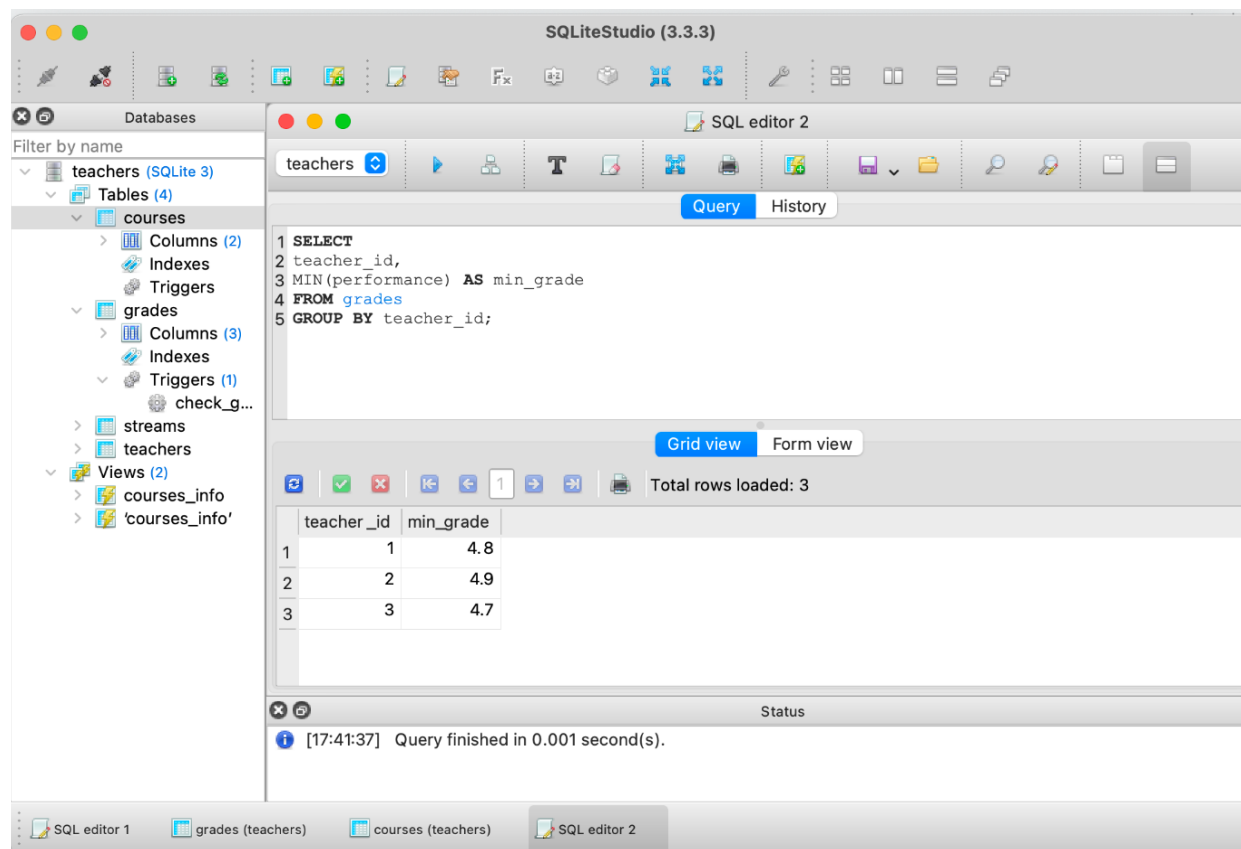 SQLiteStudio (3.3.3)
Databases
Filter by name
teachers (SQLite 3)
Tables (4)
courses
Columns (2)
Indexes
Triggers
grades
Columns (3)
Indexes
Triggers (1)
check_g...
streams
teachers
Views (2)
courses_info
'courses_info'
SQL editor 2
teachers
Query History
1 SELECT
2 teacher_id,
3 MIN(performance) AS min_grade
4 FROM grades
5 GROUP BY teacher_id;
Grid view Form view
1 Total rows loaded: 3
teacher_id min_grade
1 1 4.8
2 2 4.9
3 3 4.7
Status
[17:41:37] Query finished in 0.001 second(s).
SQL editor 1 grades (teachers) courses (teachers) SQL editor 2